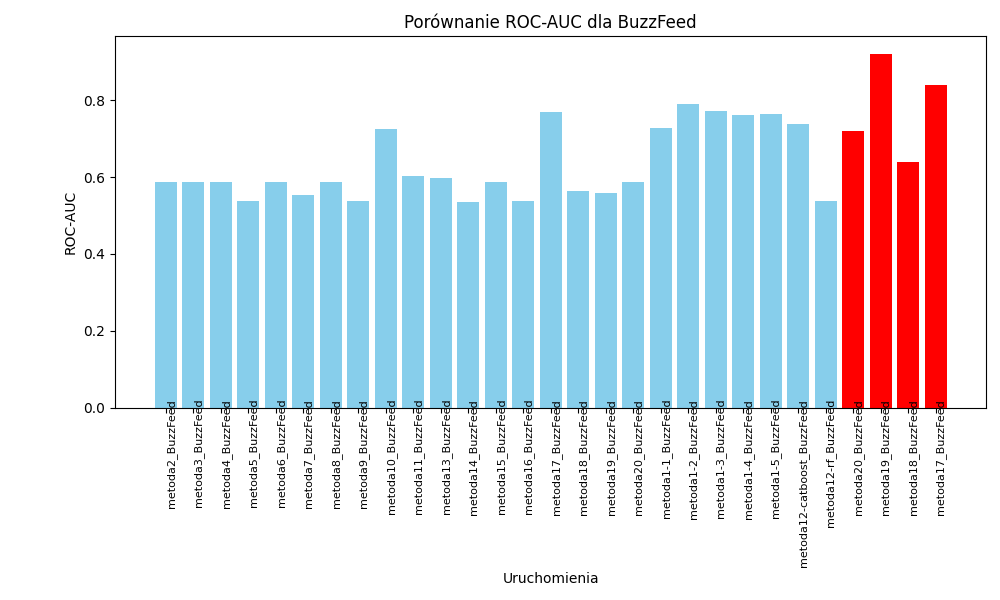 Porównanie ROC-AUC dla BuzzFeed
ROC-AUC
0.8
0.6
0.4
0.2
0.0
metoda2_BuzzFeed
metoda3_BuzzFeed
metoda4_BuzzFeed
metoda5_BuzzFeed
metoda6_BuzzFeed
metoda7_BuzzFeed
metoda8_BuzzFeed
metoda9_BuzzFeed
metoda10_BuzzFeed
metoda11_BuzzFeed
metoda13_BuzzFeed
metoda14_BuzzFeed
metoda15_BuzzFeed
metoda16_BuzzFeed
metoda17_BuzzFeed
metoda18_BuzzFeed
metoda19_BuzzFeed
metoda20_BuzzFeed
metoda1-1_BuzzFeed
metoda1-2_BuzzFeed
metoda1-3_BuzzFeed
metoda1-4_BuzzFeed
metoda1-5_BuzzFeed
metoda12-catboost_BuzzFeed
metoda12-rf_BuzzFeed
metoda20_BuzzFeed
metoda19_BuzzFeed
metoda18_BuzzFeed
metoda17_BuzzFeed
Uruchomienia